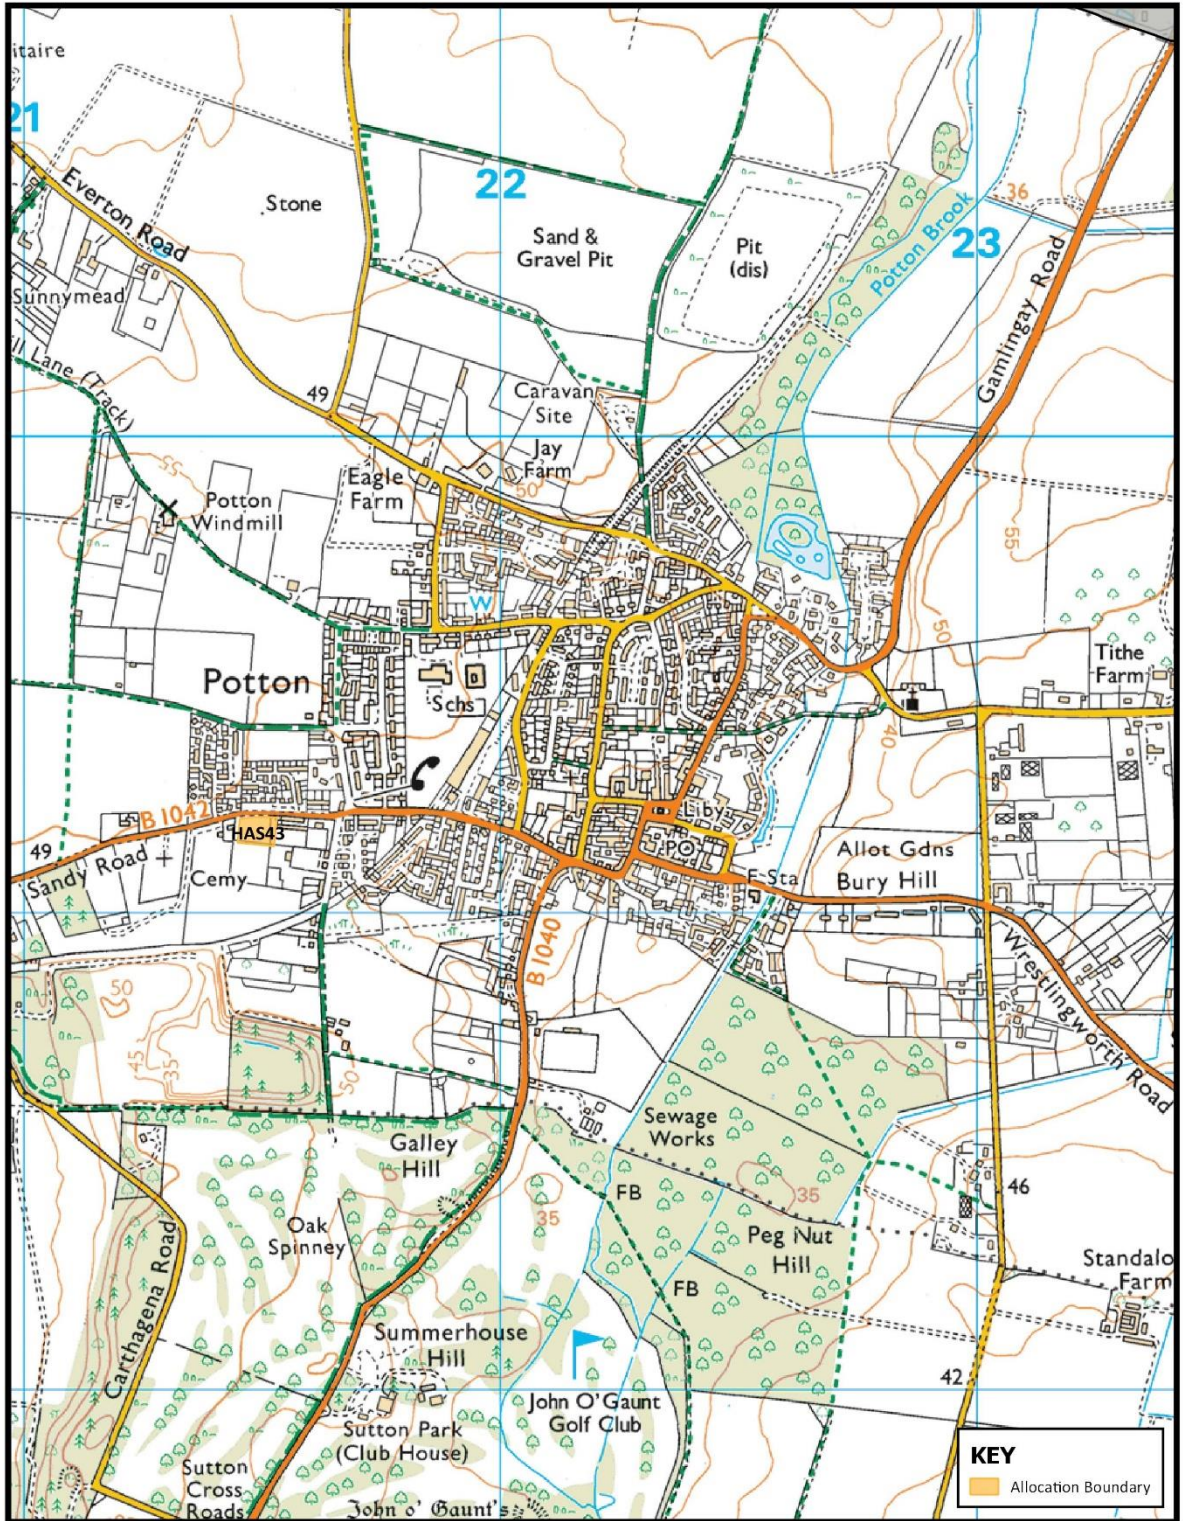 itaire
21
Everton Road
Stone
22
Sand &
Gravel Pit
Pit
(dis)
Potton Brook
36
23
Gamlingay Road
Sunnymead
ill Lane (Track)
49
Caravan
Site
Jay
Farm
50
Eagle
Farm
55
Potton
Windmill
55
W
50
Tithe
Farm
Potton
Schs
40
B 1042
HAS43
Liby
PO
49
Sandy Road
Cemy
Allot Gdns
Bury Hill
F Sta
B 1040
Wrestlingworth Road
50
45
35
50
Sewage
Works
Galley
Hill
FB
35
46
35
Oak
Spinney
Peg Nut
Hill
Standalo
Farm
FB
Carthagena Road
Summerhouse
Hill
42
John O'Gaunt
Golf Club
Sutton Park
(Club House)
Sutton
Cross
Roads
John o' Gaunt's
KEY
Allocation Boundary